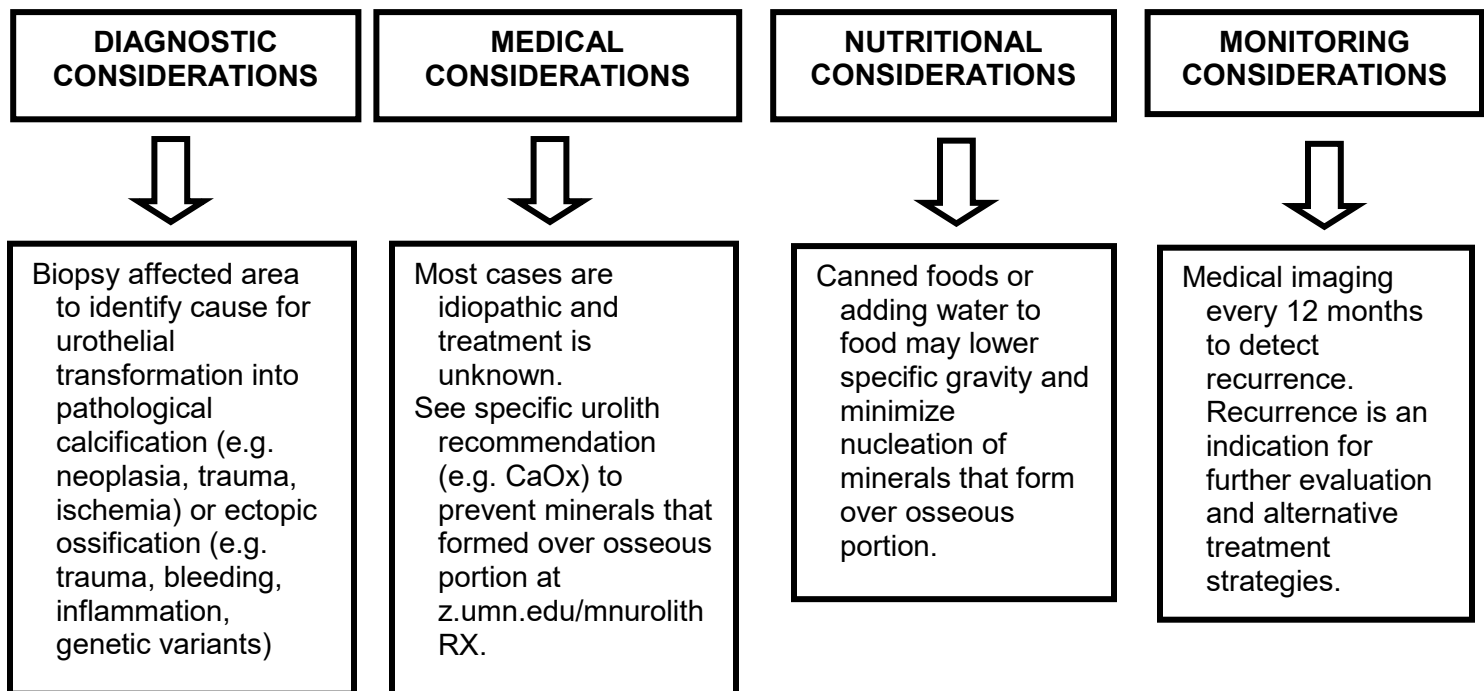 DIAGNOSTIC
CONSIDERATIONS
MEDICAL
CONSIDERATIONS
NUTRITIONAL
CONSIDERATIONS
MONITORING
CONSIDERATIONS
Biopsy affected area
to identify cause for
urothelial
transformation into
pathological
calcification (e.g.
neoplasia, trauma,
ischemia) or ectopic
ossification (e.g.
trauma, bleeding,
inflammation,
genetic variants)
Most cases are
idiopathic and
treatment is
unknown.
See specific urolith
recommendation
(e.g. CaOx) to
prevent minerals that
formed over osseous
portion at
z.umn.edu/mnurolith
RX.
Canned foods or
adding water to
food may lower
specific gravity and
minimize
nucleation of
minerals that form
over osseous
portion.
Medical imaging
every 12 months
to detect
recurrence.
Recurrence is an
indication for
further evaluation
and alternative
treatment
strategies.